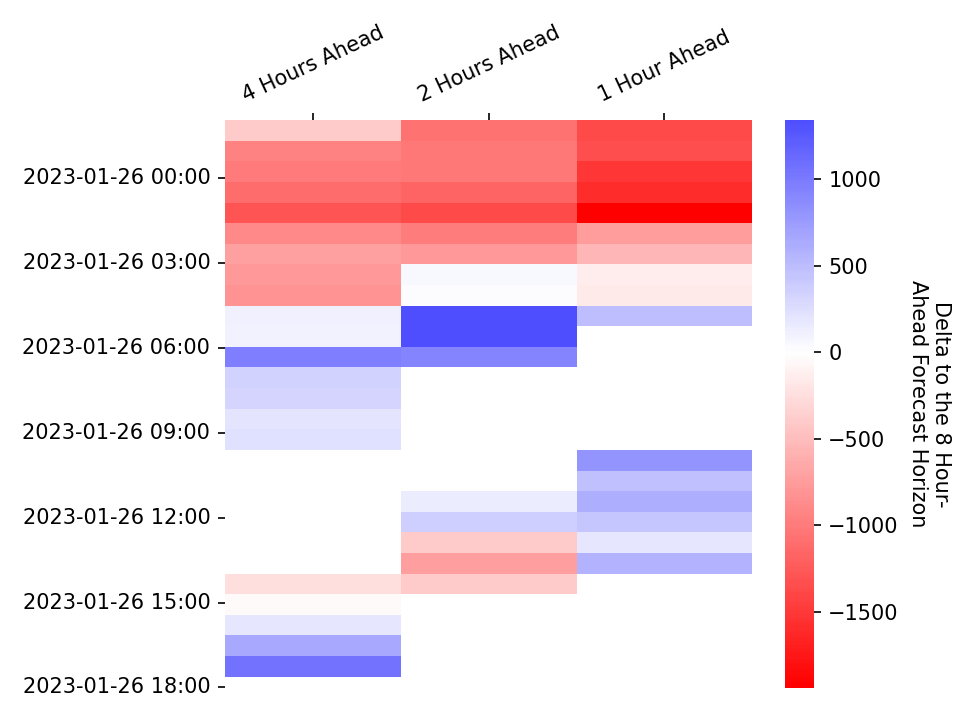 4 Hours Ahead
2 Hours Ahead
1 Hour Ahead
2023-01-26 00:00
2023-01-26 03:00
2023-01-26 06:00
2023-01-26 09:00
2023-01-26 12:00
2023-01-26 15:00
2023-01-26 18:00
1000
500
0
−500
−1000
−1500
Delta to the 8 Hour-
Ahead Forecast Horizon